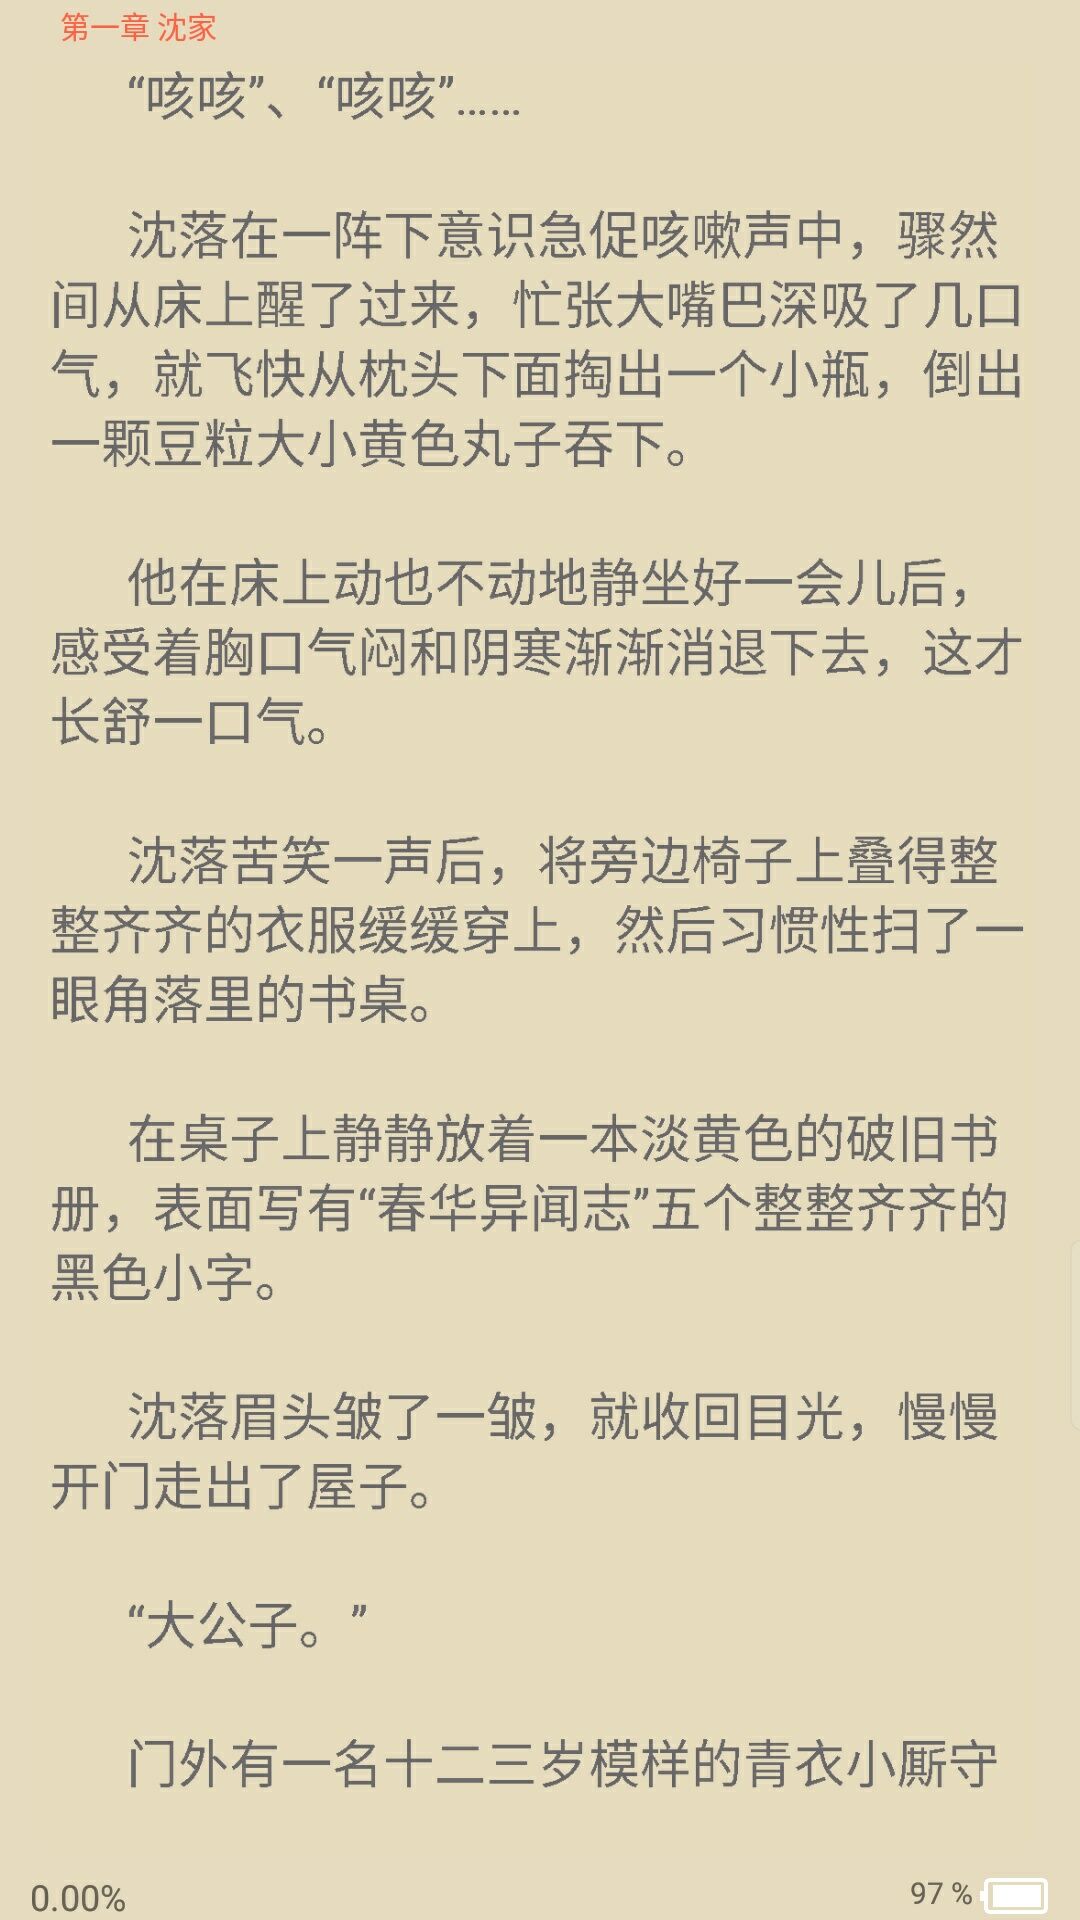 第一章 沈家
“咳咳”、“咳咳”……
沈落在一阵下意识急促咳嗽声中，骤然
间从床上醒了过来，忙张大嘴巴深吸了几口
气，就飞快从枕头下面掏出一个小瓶，倒出
一颗豆粒大小黄色丸子吞下。
他在床上动也不动地静坐好一会儿后，
感受着胸口气闷和阴寒渐渐消退下去，这才
长舒一口气。
沈落苦笑一声后，将旁边椅子上叠得整
整齐齐的衣服缓缓穿上，然后习惯性扫了一
眼角落里的书桌。
在桌子上静静放着一本淡黄色的破旧书
册，表面写有“春华异闻志”五个整整齐齐的
黑色小字。
沈落眉头皱了一皱，就收回目光，慢慢
开门走出了屋子。
“大公子。”
门外有一名十二三岁模样的青衣小厮守
0.00%
97 %